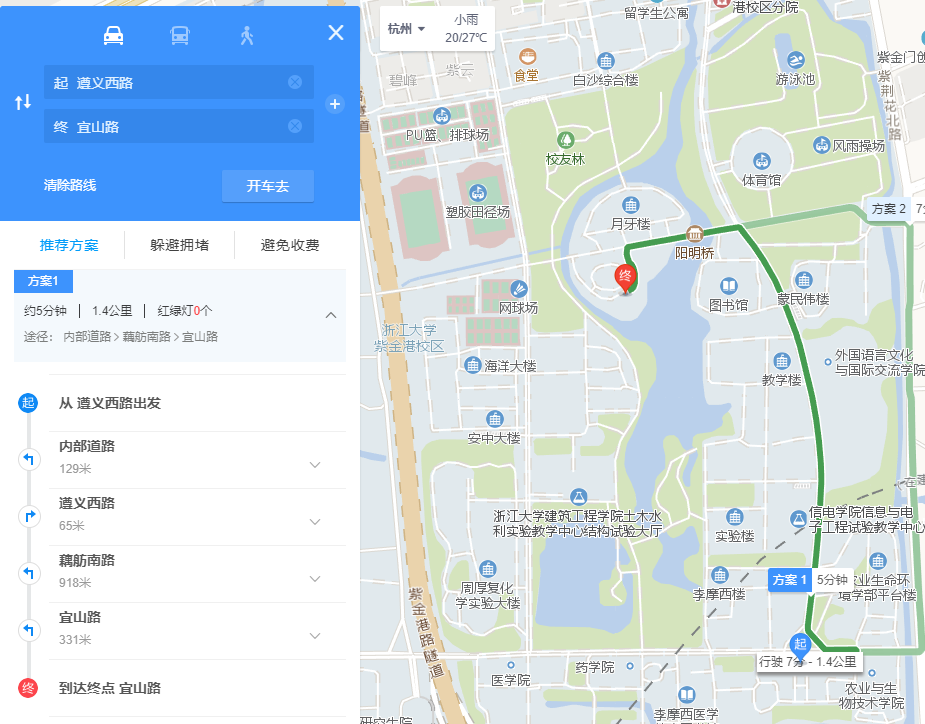 起 遵义西路
终 宜山路
清除路线
开车去
推荐方案
躲避拥堵
避免收费
方案1
约5分钟 | 1.4公里 | 红绿灯0个
途径： 内部道路 > 藕舫南路 > 宜山路
起
从 遵义西路出发
内部道路
129米
遵义西路
65米
藕舫南路
918米
宜山路
331米
终
到达终点 宜山路
杭州
小雨
20/27℃
留学生公寓
港校区分院
碧峰
紫云
食堂
白沙综合楼
游泳池
紫金门创
紫荆花北路
PU篮、排球场
校友林
风雨操场
体育馆
塑胶田径场
月牙楼
方案 2
阳明桥
终
网球场
图书馆
蒙民伟楼
浙江大学
紫金港校区
海洋大楼
教学楼
外国语言文化
与国际交流学院
安中大楼
在建
浙江大学建筑工程学院土木水
利实验教学中心结构试验大厅
实验楼
信电学院信息与电
子工程试验教学中心
周厚复化
学实验大楼
李摩西楼
方案 1
5分钟
农业生命环
境学部平台楼
紫金港路隧道
隧道
起
行驶 7分 - 1.4公里
医学院
药学院
农业与生
物技术学院
李摩西医学
研究生院